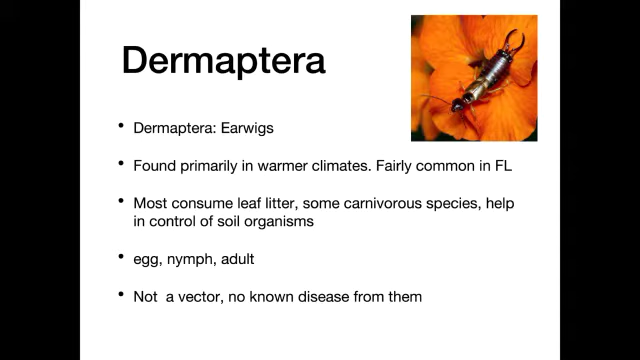 Dermaptera
• Dermaptera: Earwigs
• Found primarily in warmer climates. Fairly common in FL
• Most consume leaf litter, some carnivorous species, help
in control of soil organisms
• egg, nymph, adult
• Not  a vector, no known disease from them